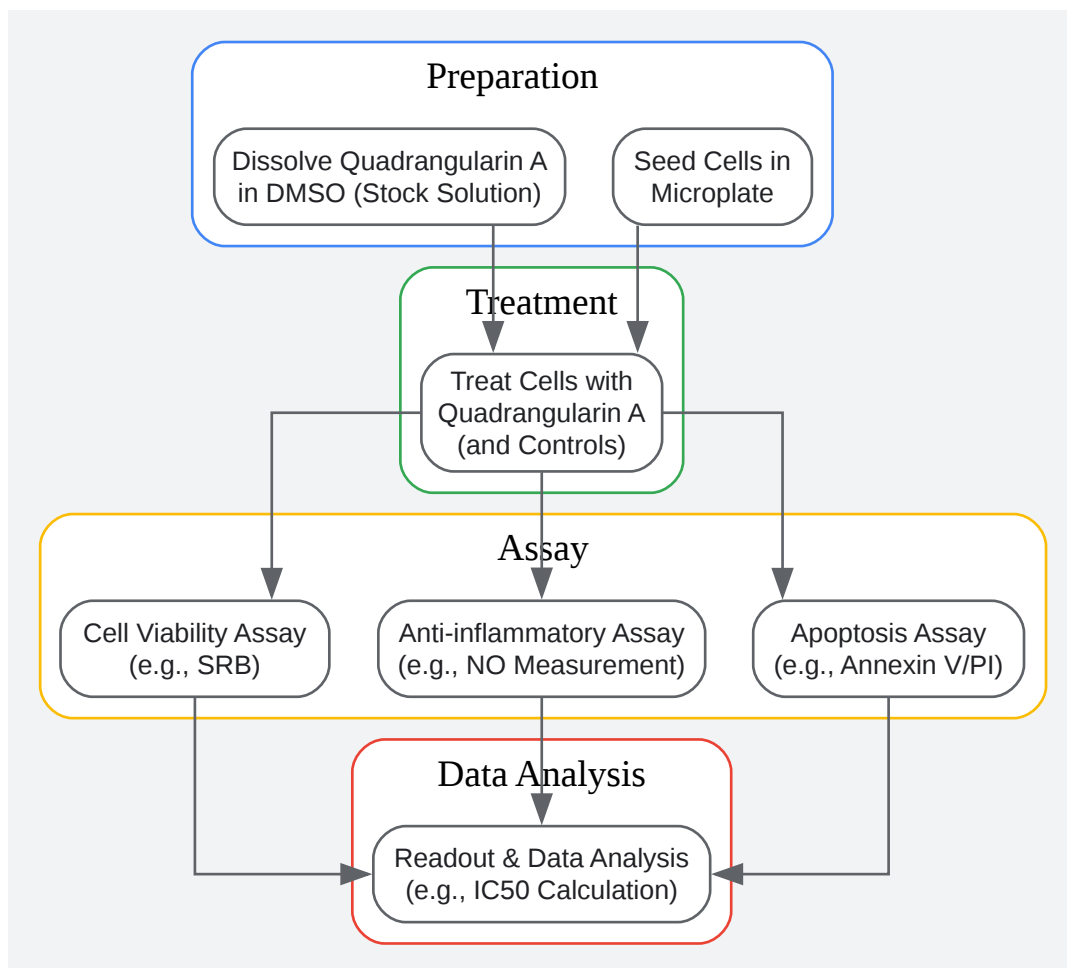 Preparation
Dissolve Quadrangularin A
in DMSO (Stock Solution)
Seed Cells in
Microplate
Treatment
Treat Cells with
Quadrangularin A
(and Controls)
Assay
Cell Viability Assay
(e.g., SRB)
Anti-inflammatory Assay
(e.g., NO Measurement)
Apoptosis Assay
(e.g., Annexin V/PI)
Data Analysis
Readout & Data Analysis
(e.g., IC50 Calculation)